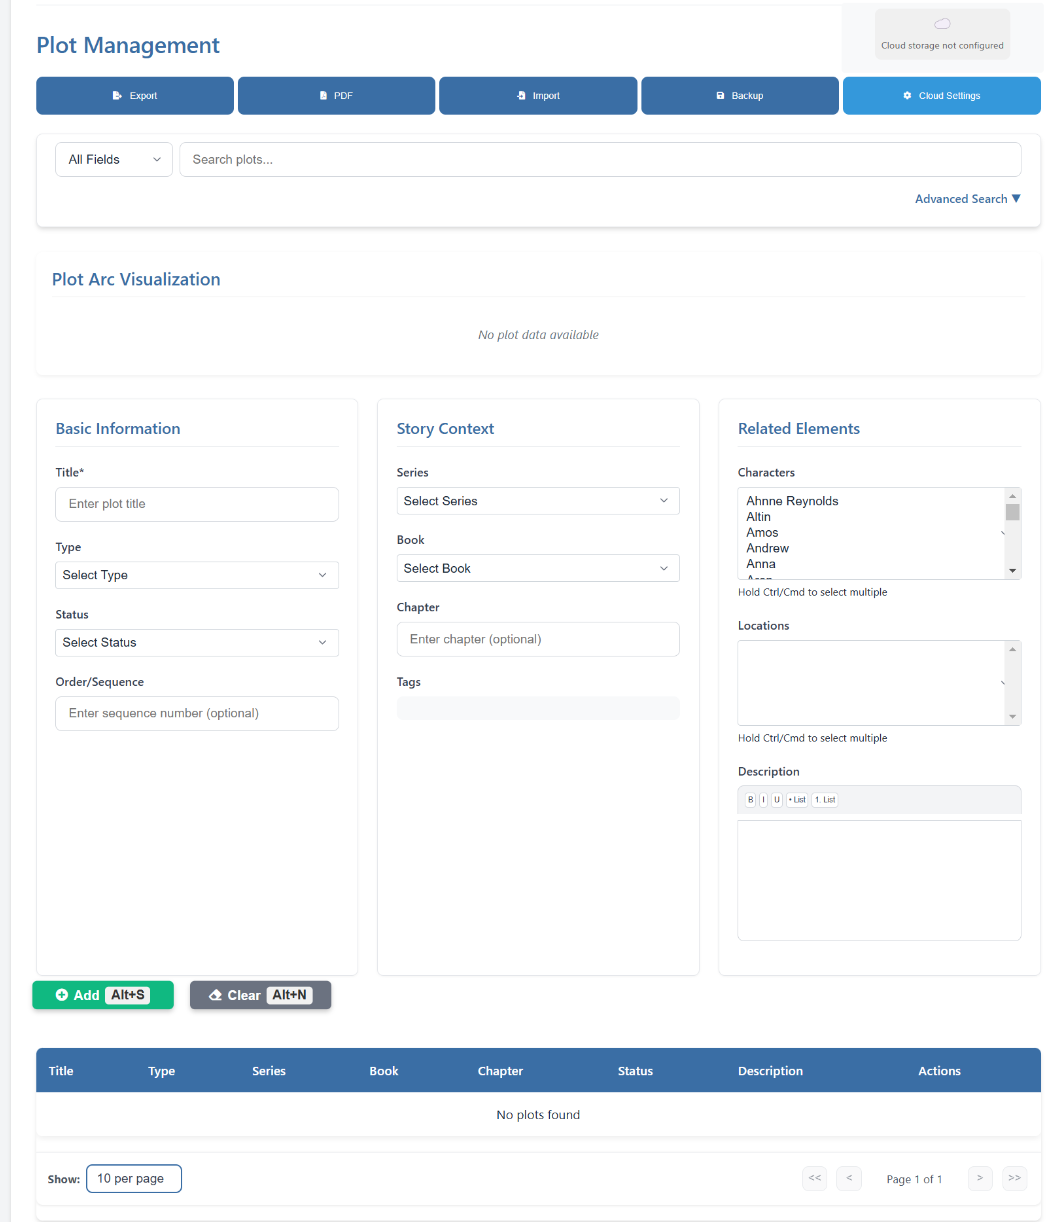 Cloud storage not configured
Plot Management
Export
PDF
Import
Backup
Cloud Settings
All Fields
Search plots...
Advanced Search ▼
Plot Arc Visualization
No plot data available
Basic Information
Title*
Enter plot title
Type
Select Type
Status
Select Status
Order/Sequence
Enter sequence number (optional)
Story Context
Series
Select Series
Book
Select Book
Chapter
Enter chapter (optional)
Tags
Related Elements
Characters
Ahnne Reynolds
Altin
Amos
Andrew
Anna
Hold Ctrl/Cmd to select multiple
Locations
Hold Ctrl/Cmd to select multiple
Description
B I U • List 1. List
Add Alt+S
Clear Alt+N
Title Type Series Book Chapter Status Description Actions
No plots found
Show: 10 per page
<< < Page 1 of 1 > >>